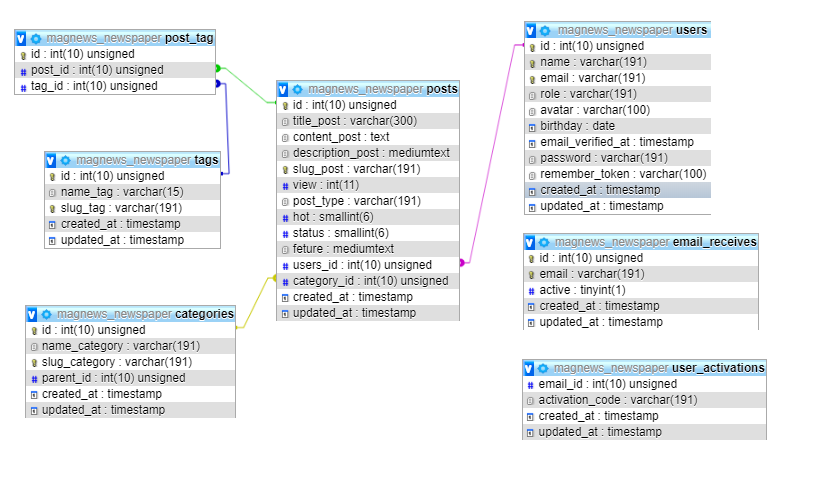 magnews_newspaper post_tag
id : int(10) unsigned
post_id : int(10) unsigned
tag_id : int(10) unsigned
magnews_newspaper tags
id : int(10) unsigned
name_tag : varchar(15)
slug_tag : varchar(191)
created_at : timestamp
updated_at : timestamp
magnews_newspaper categories
id : int(10) unsigned
name_category : varchar(191)
slug_category : varchar(191)
parent_id : int(10) unsigned
created_at : timestamp
updated_at : timestamp
magnews_newspaper posts
id : int(10) unsigned
title_post : varchar(300)
content_post : text
description_post : mediumtext
slug_post : varchar(191)
view : int(11)
post_type : varchar(191)
hot : smallint(6)
status : smallint(6)
feture : mediumtext
users_id : int(10) unsigned
category_id : int(10) unsigned
created_at : timestamp
updated_at : timestamp
magnews_newspaper users
id : int(10) unsigned
name : varchar(191)
email : varchar(191)
role : varchar(191)
avatar : varchar(100)
birthday : date
email_verified_at : timestamp
password : varchar(191)
remember_token : varchar(100)
created_at : timestamp
updated_at : timestamp
magnews_newspaper email_receives
id : int(10) unsigned
email : varchar(191)
active : tinyint(1)
created_at : timestamp
updated_at : timestamp
magnews_newspaper user_activations
email_id : int(10) unsigned
activation_code : varchar(191)
created_at : timestamp
updated_at : timestamp